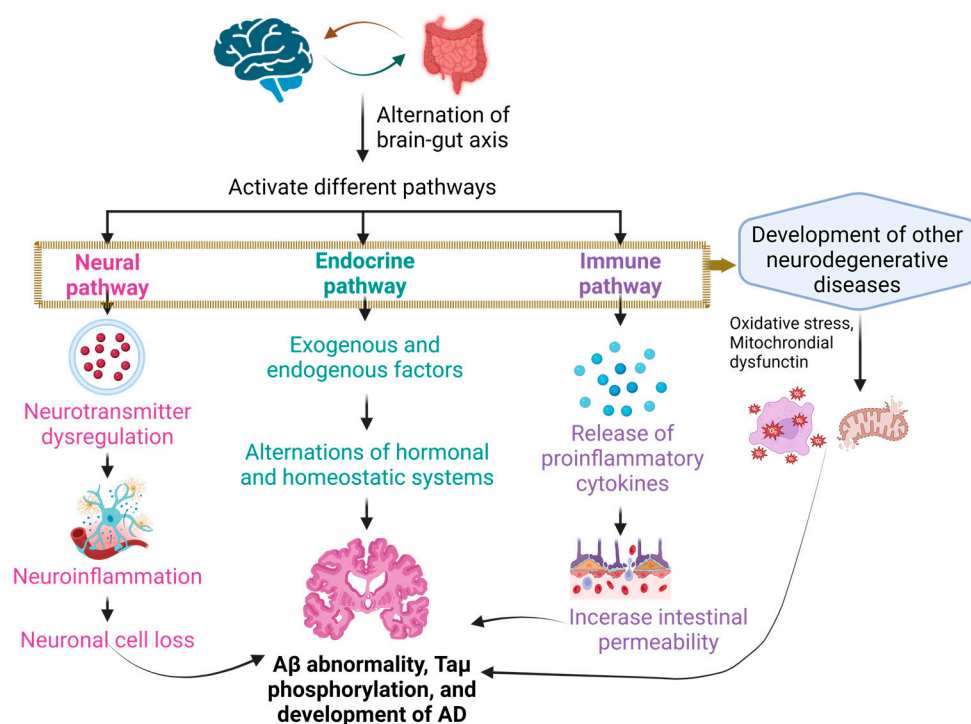 Alternation of
brain-gut axis
Activate different pathways
Neural
pathway
Endocrine
pathway
Immune
pathway
Development of other
neurodegenerative
diseases
Oxidative stress,
Mitochrondial
dysfunctin
Exogenous and
endogenous factors
Neurotransmitter
dysregulation
Release of
proinflammatory
cytokines
Alternations of hormonal
and homeostatic systems
Neuroinflammation
Incerase intestinal
permeability
Neuronal cell loss
Aβ abnormality, Taμ
phosphorylation, and
development of AD